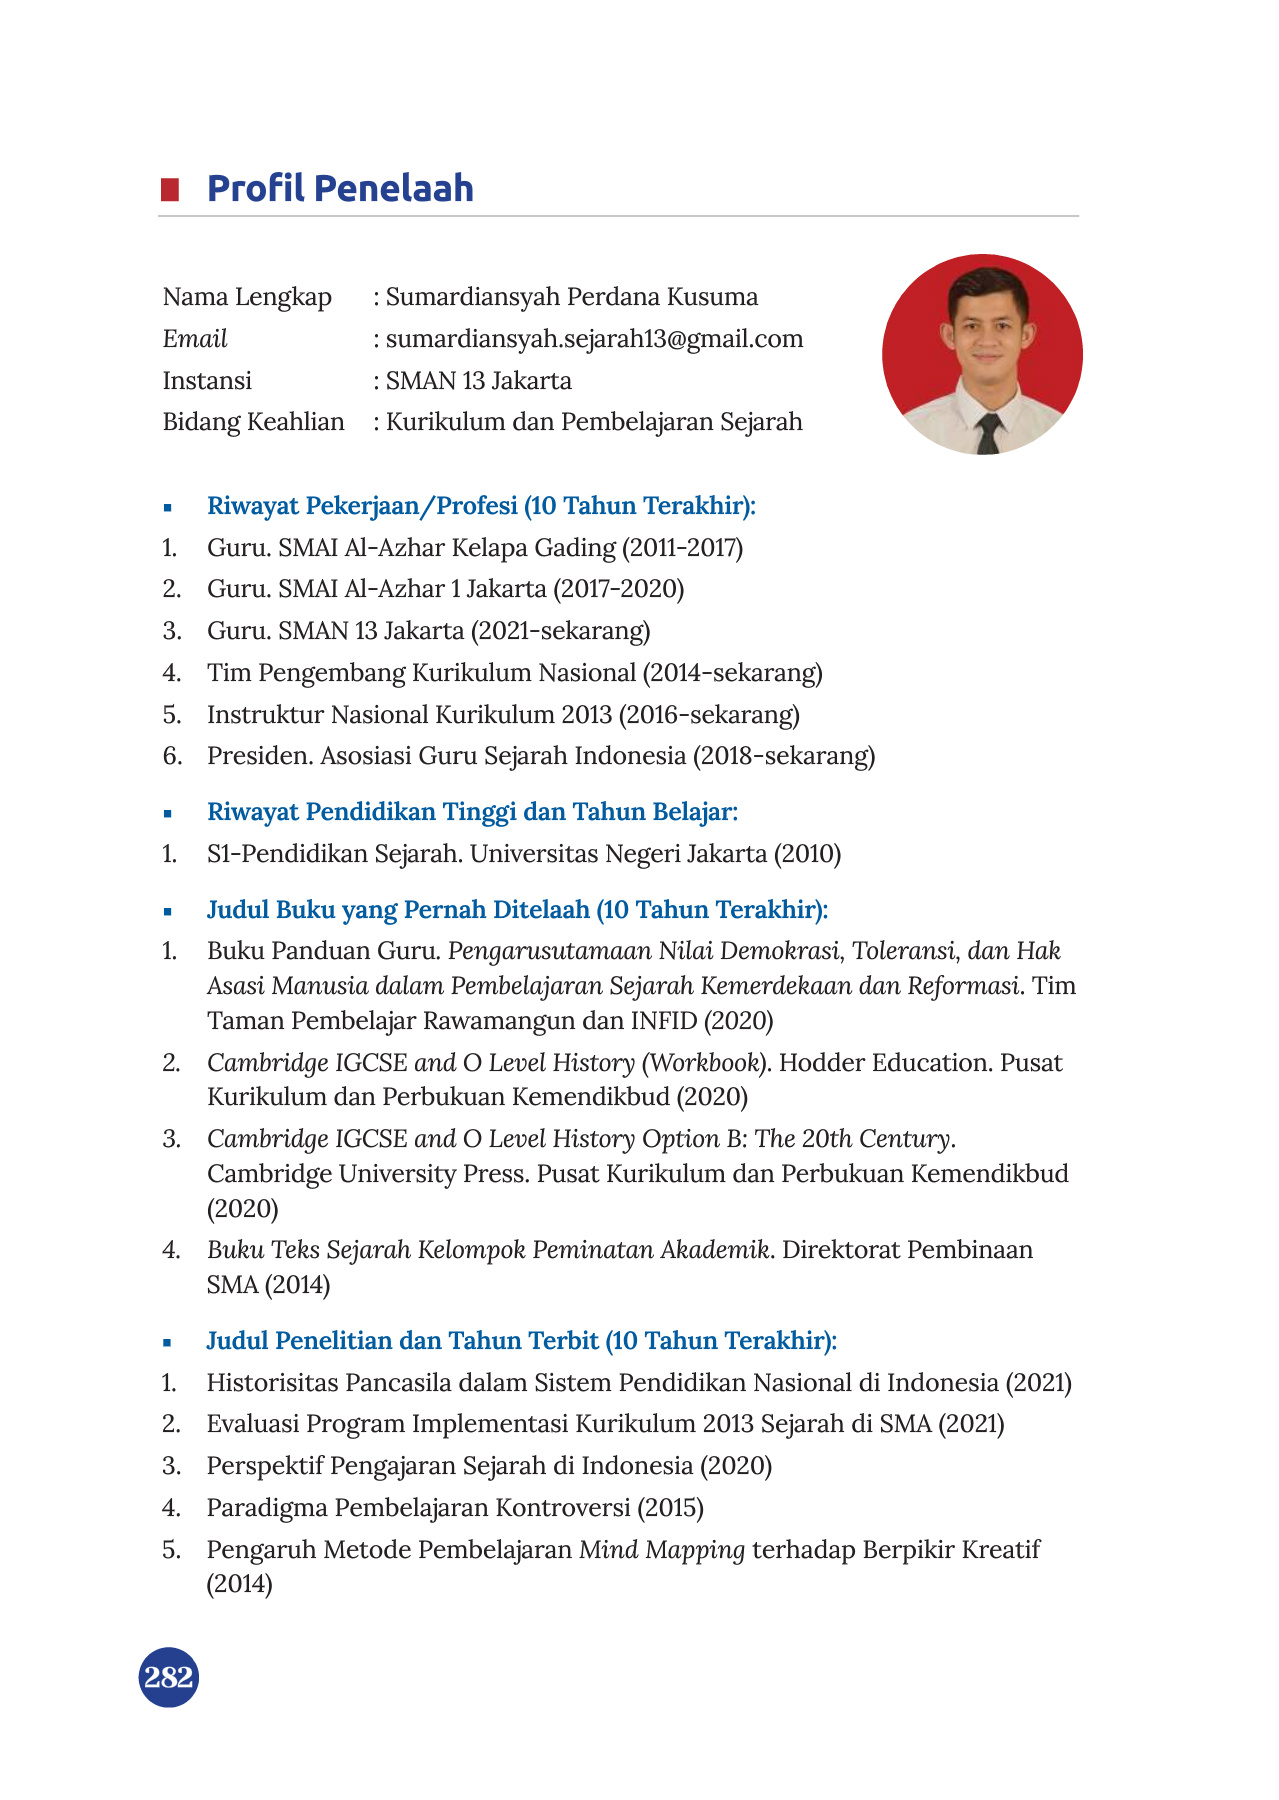 Profil Penelaah
Nama Lengkap : Sumardiansyah Perdana Kusuma
Email : sumardiansyah.sejarah13@gmail.com
Instansi : SMAN 13 Jakarta
Bidang Keahlian : Kurikulum dan Pembelajaran Sejarah
▪ Riwayat Pekerjaan/Profesi (10 Tahun Terakhir):
1. Guru. SMAI Al-Azhar Kelapa Gading (2011-2017)
2. Guru. SMAI Al-Azhar 1 Jakarta (2017-2020)
3. Guru. SMAN 13 Jakarta (2021-sekarang)
4. Tim Pengembang Kurikulum Nasional (2014-sekarang)
5. Instruktur Nasional Kurikulum 2013 (2016-sekarang)
6. Presiden. Asosiasi Guru Sejarah Indonesia (2018-sekarang)
▪ Riwayat Pendidikan Tinggi dan Tahun Belajar:
1. S1-Pendidikan Sejarah. Universitas Negeri Jakarta (2010)
▪ Judul Buku yang Pernah Ditelaah (10 Tahun Terakhir):
1. Buku Panduan Guru. Pengarusutamaan Nilai Demokrasi, Toleransi, dan Hak
Asasi Manusia dalam Pembelajaran Sejarah Kemerdekaan dan Reformasi. Tim
Taman Pembelajar Rawamangun dan INFID (2020)
2. Cambridge IGCSE and O Level History (Workbook). Hodder Education. Pusat
Kurikulum dan Perbukuan Kemendikbud (2020)
3. Cambridge IGCSE and O Level History Option B: The 20th Century.
Cambridge University Press. Pusat Kurikulum dan Perbukuan Kemendikbud
(2020)
4. Buku Teks Sejarah Kelompok Peminatan Akademik. Direktorat Pembinaan
SMA (2014)
▪ Judul Penelitian dan Tahun Terbit (10 Tahun Terakhir):
1. Historisitas Pancasila dalam Sistem Pendidikan Nasional di Indonesia (2021)
2. Evaluasi Program Implementasi Kurikulum 2013 Sejarah di SMA (2021)
3. Perspektif Pengajaran Sejarah di Indonesia (2020)
4. Paradigma Pembelajaran Kontroversi (2015)
5. Pengaruh Metode Pembelajaran Mind Mapping terhadap Berpikir Kreatif
(2014)
282